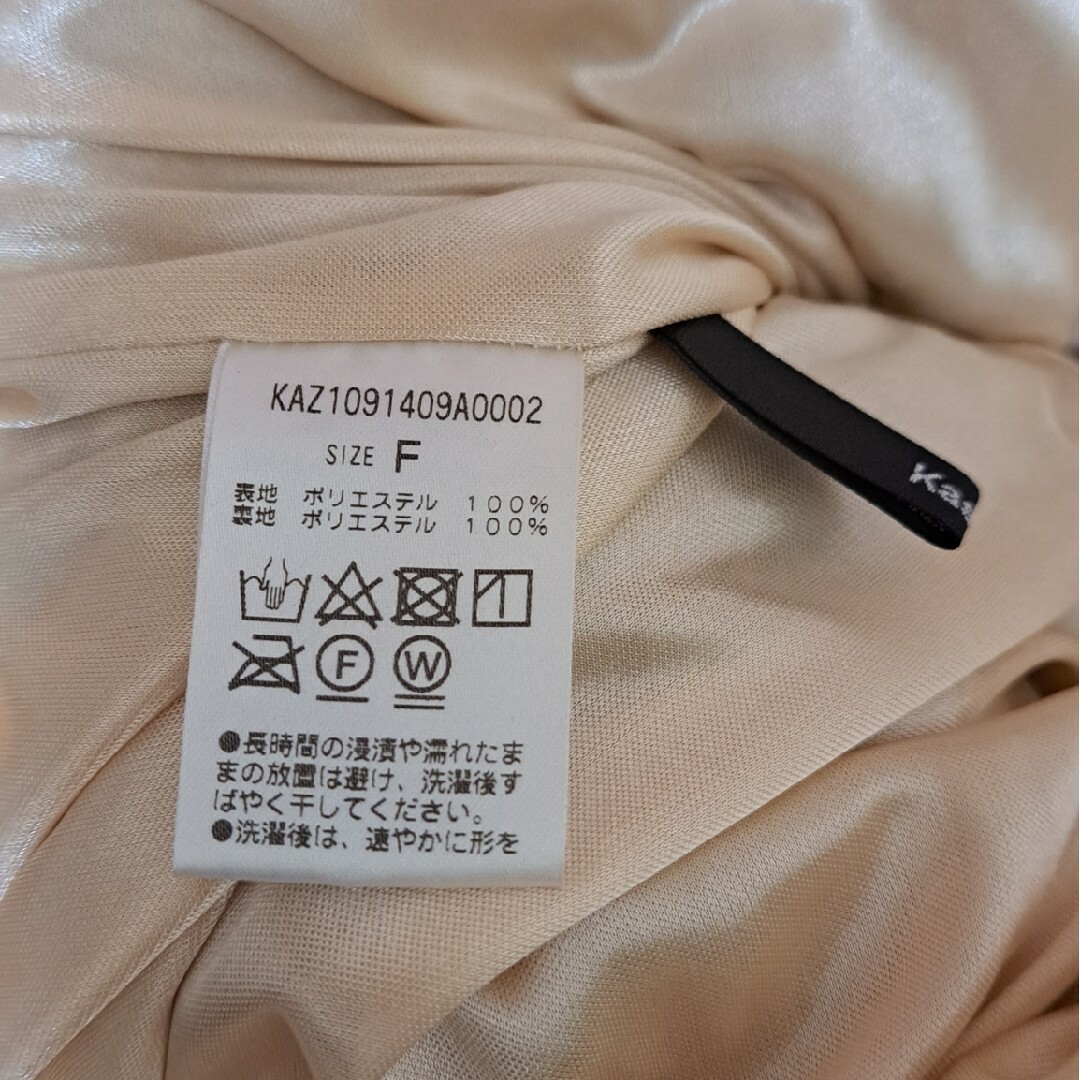 KAZ1091409A0002
SIZE F
表地 ポリエステル 100%
裏地 ポリエステル 100%
F W
●長時間の浸漬や濡れたま
まの放置は避け、洗濯後す
ばやく干してください。
●洗濯後は、速やかに形を